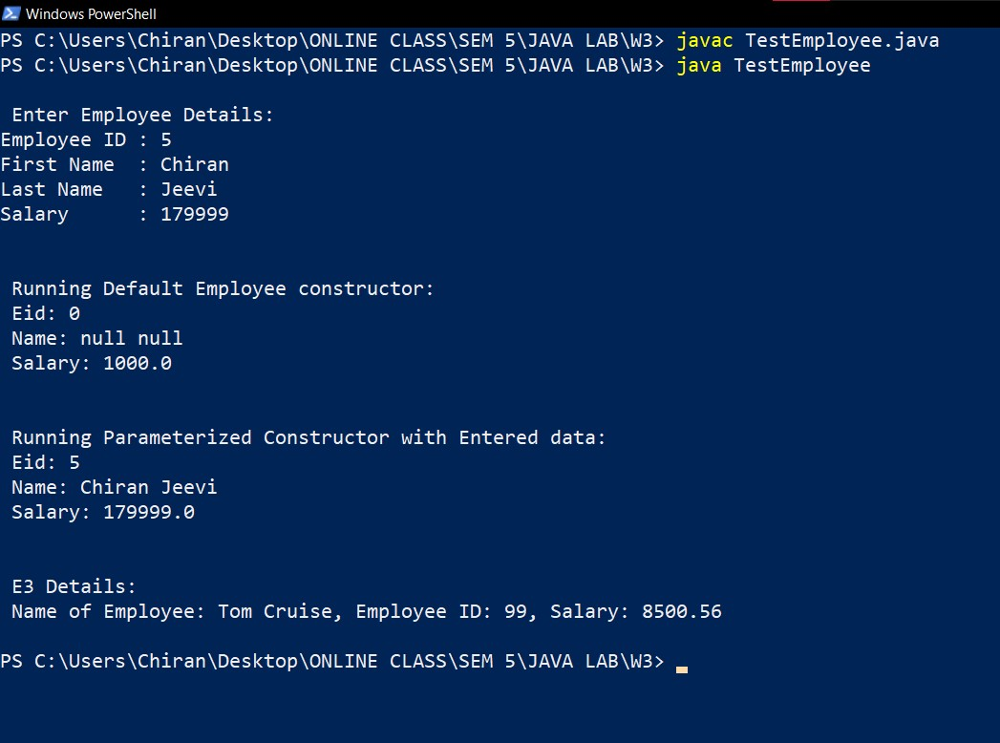 Windows PowerShell
PS C:\Users\Chiran\Desktop\ONLINE CLASS\SEM 5\JAVA LAB\W3> javac TestEmployee.java
PS C:\Users\Chiran\Desktop\ONLINE CLASS\SEM 5\JAVA LAB\W3> java TestEmployee
Enter Employee Details:
Employee ID : 5
First Name  : Chiran
Last Name   : Jeevi
Salary      : 179999
Running Default Employee constructor:
Eid: 0
Name: null null
Salary: 1000.0
Running Parameterized Constructor with Entered data:
Eid: 5
Name: Chiran Jeevi
Salary: 179999.0
E3 Details:
Name of Employee: Tom Cruise, Employee ID: 99, Salary: 8500.56
PS C:\Users\Chiran\Desktop\ONLINE CLASS\SEM 5\JAVA LAB\W3>